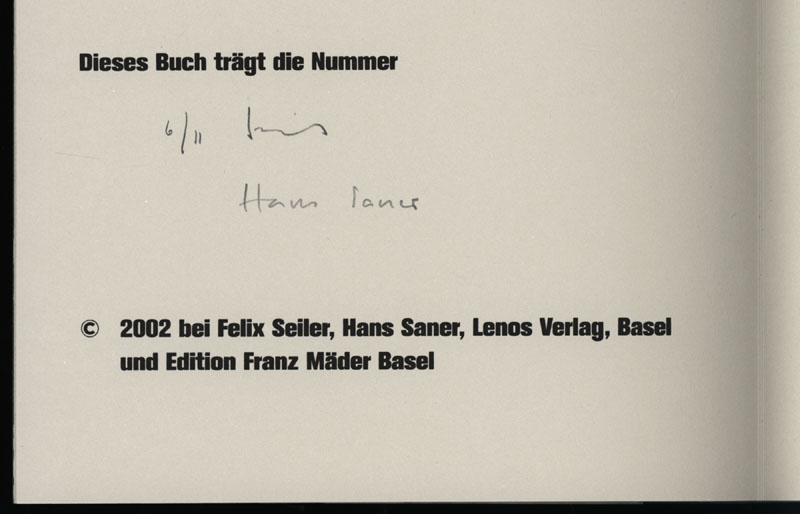 Dieses Buch trägt die Nummer
6/11
Hans Saner
© 2002 bei Felix Seiler, Hans Saner, Lenos Verlag, Basel
und Edition Franz Mäder Basel